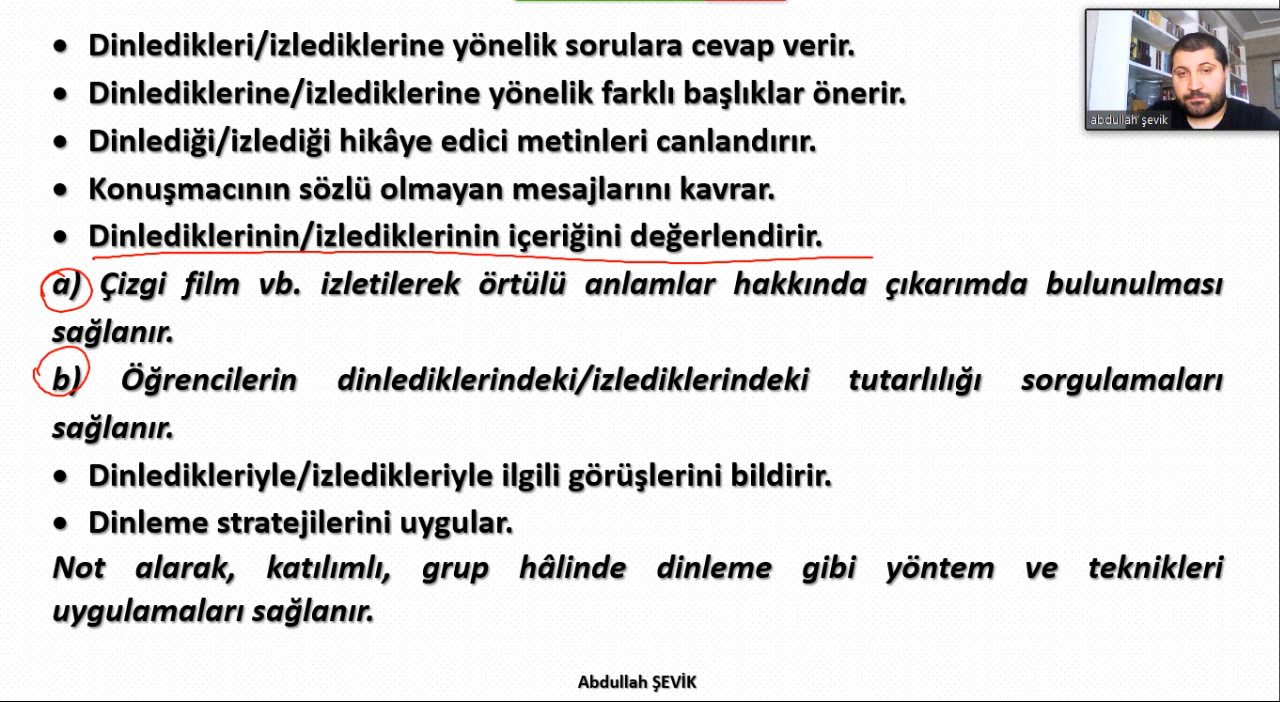 • Dinledikleri/izlediklerine yönelik sorulara cevap verir.
• Dinlediklerine/izlediklerine yönelik farklı başlıklar önerir.
• Dinlediği/izlediği hikâye edici metinleri canlandırır.
• Konuşmacının sözlü olmayan mesajlarını kavrar.
• Dinlediklerinin/izlediklerinin içeriğini değerlendirir.
a) Çizgi film vb. izletilerek örtülü anlamlar hakkında çıkarımda bulunulması
sağlanır.
b) Öğrencilerin dinlediklerindeki/izlediklerindeki tutarlılığı sorgulamaları
sağlanır.
• Dinledikleriyle/izledikleriyle ilgili görüşlerini bildirir.
• Dinleme stratejilerini uygular.
Not alarak, katılımlı, grup hâlinde dinleme gibi yöntem ve teknikleri
uygulamaları sağlanır.
Abdullah ŞEVİK
abdullah şevik